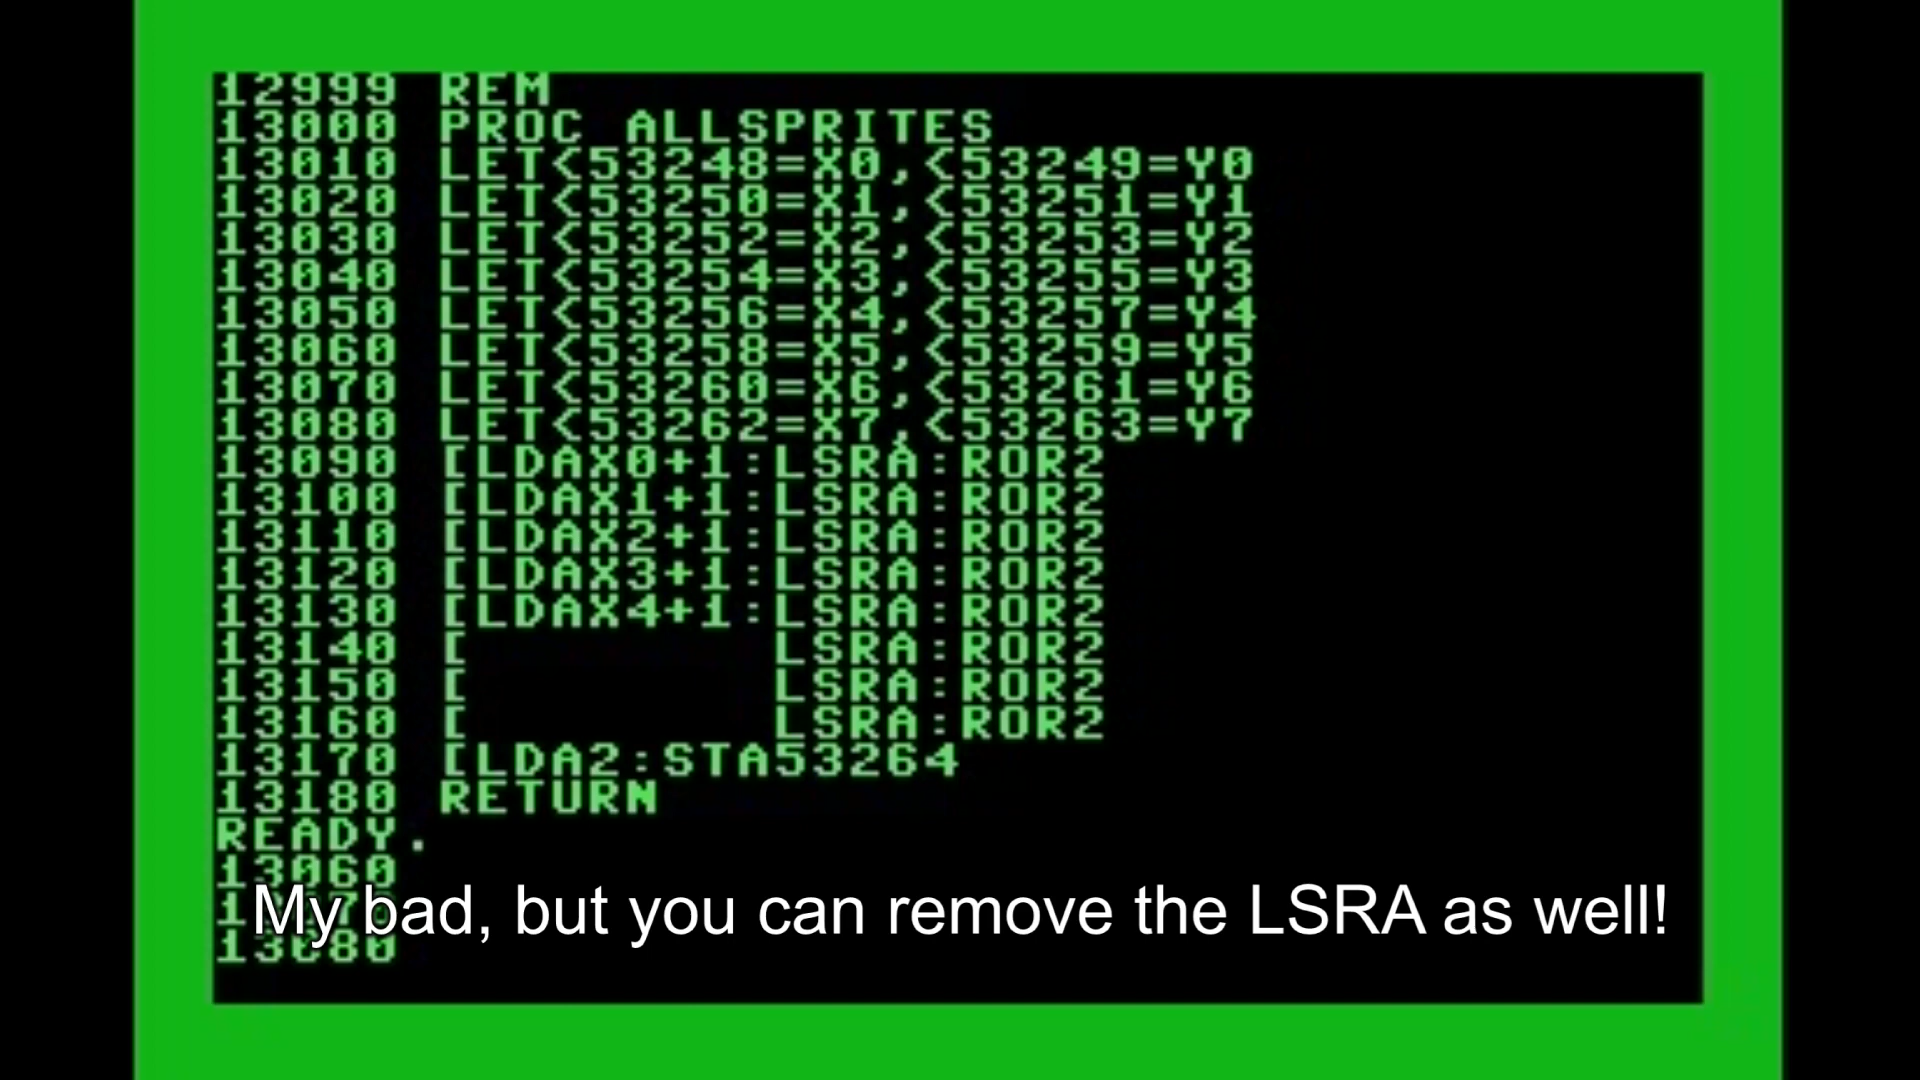 12999 REM
13000 PROC ALLSPRITES
13010 LET<53248=X0,<53249=Y0
13020 LET<53250=X1,<53251=Y1
13030 LET<53252=X2,<53253=Y2
13040 LET<53254=X3,<53255=Y3
13050 LET<53256=X4,<53257=Y4
13060 LET<53258=X5,<53259=Y5
13070 LET<53260=X6,<53261=Y6
13080 LET<53262=X7,<53263=Y7
13090 [LDAX0+1:LSRA:ROR2
13100 [LDAX1+1:LSRA:ROR2
13110 [LDAX2+1:LSRA:ROR2
13120 [LDAX3+1:LSRA:ROR2
13130 [LDAX4+1:LSRA:ROR2
13140 [        LSRA:ROR2
13150 [        LSRA:ROR2
13160 [        LSRA:ROR2
13170 [LDA2:STA53264
13180 RETURN
READY.
13060
13070
My bad, but you can remove the LSRA as well!
13080